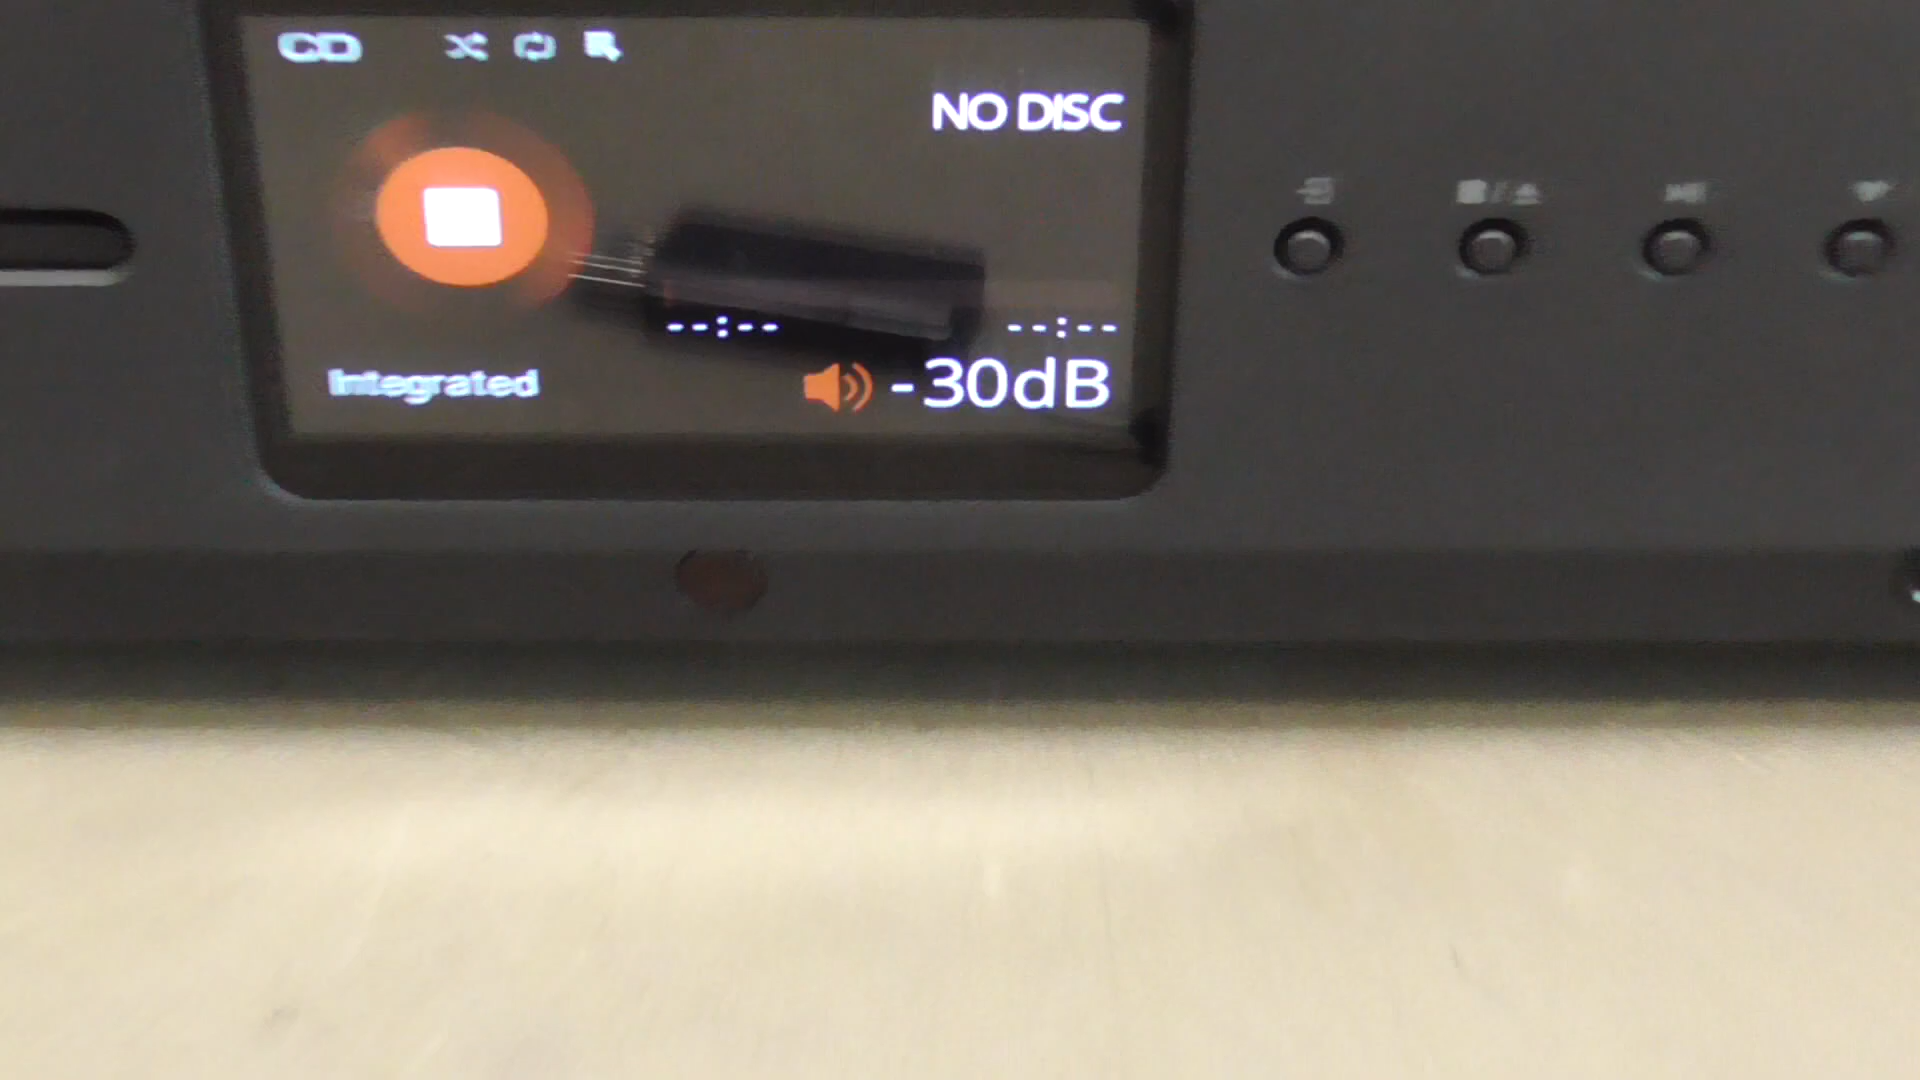 CD
NO DISC
--:-- --:--
Integrated -30dB